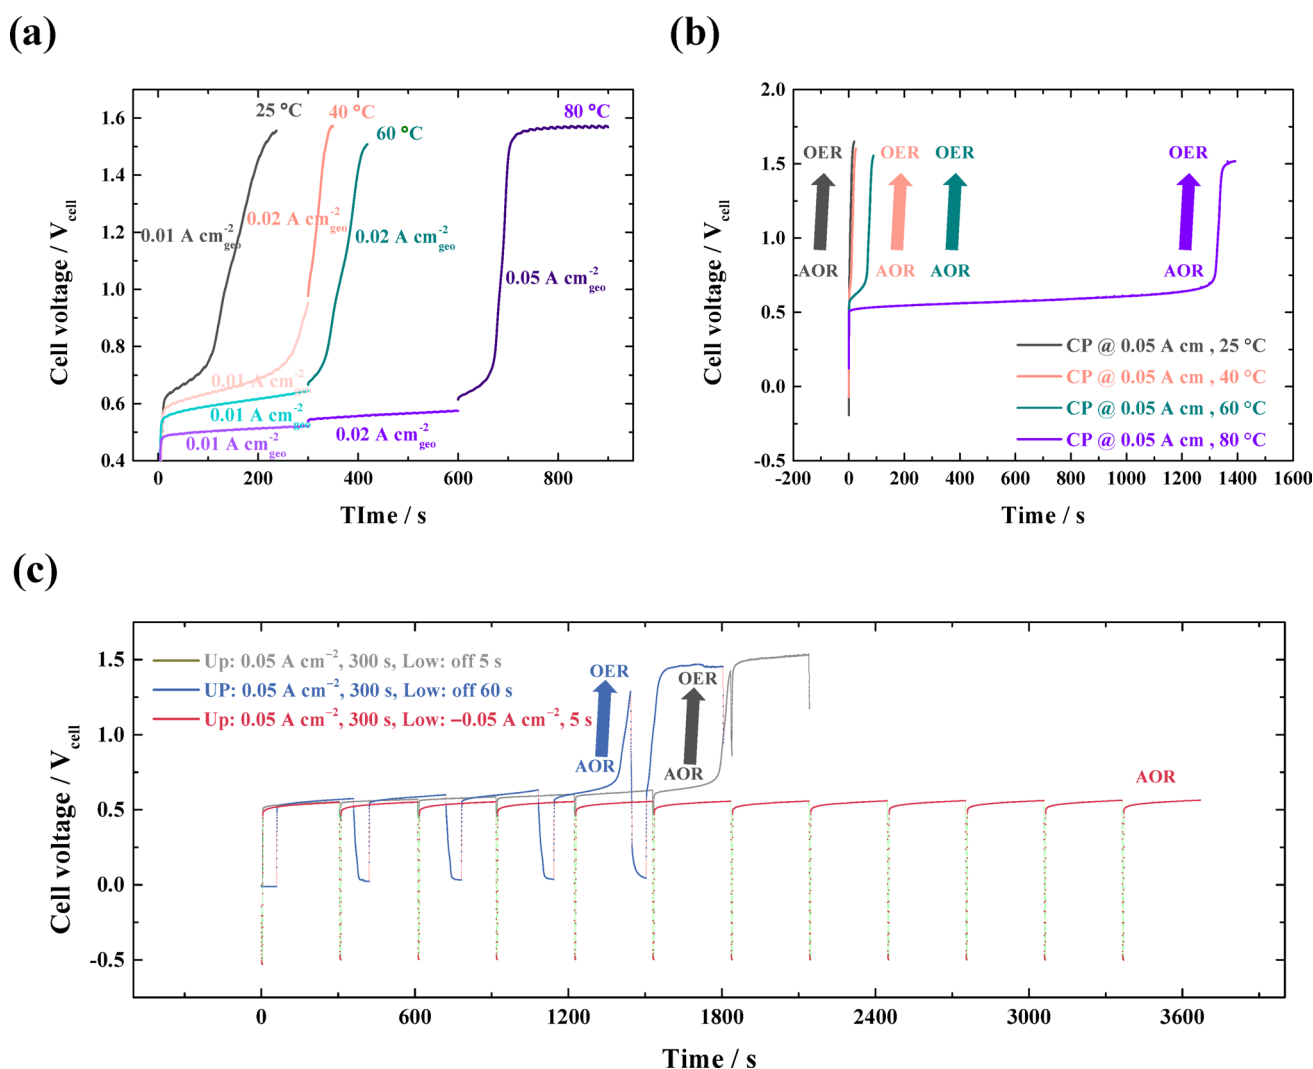 (a)
25 °C
40 °C
60 °C
80 °C
0.01 A cm−2geo
0.02 A cm−2geo
0.02 A cm−2geo
0.05 A cm−2geo
0.01 A cm−2geo
0.01 A cm−2geo
0.01 A cm−2geo
0.02 A cm−2geo
1.6
1.4
1.2
1.0
0.8
0.6
0.4
Cell voltage / Vcell
0
200
400
600
800
TIme / s
(b)
2.0
1.5
1.0
0.5
0.0
-0.5
Cell voltage / Vcell
OER
OER
OER
OER
AOR
AOR
AOR
AOR
CP @ 0.05 A cm , 25 °C
CP @ 0.05 A cm , 40 °C
CP @ 0.05 A cm , 60 °C
CP @ 0.05 A cm , 80 °C
-200
0
200
400
600
800
1000
1200
1400
1600
Time / s
(c)
1.5
1.0
0.5
0.0
-0.5
Cell voltage / Vcell
Up: 0.05 A cm−2, 300 s, Low: off 5 s
UP: 0.05 A cm−2, 300 s, Low: off 60 s
Up: 0.05 A cm−2, 300 s, Low: −0.05 A cm−2, 5 s
OER
AOR
OER
AOR
AOR
0
600
1200
1800
2400
3000
3600
Time / s